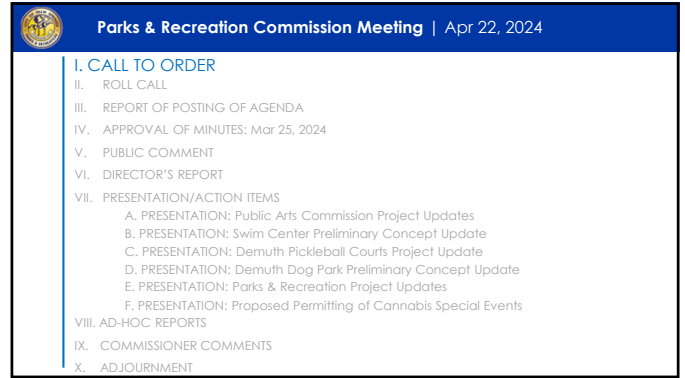 Parks & Recreation Commission Meeting | Apr 22, 2024
I. CALL TO ORDER
II. ROLL CALL
III. REPORT OF POSTING OF AGENDA
IV. APPROVAL OF MINUTES: Mar 25, 2024
V. PUBLIC COMMENT
VI. DIRECTOR'S REPORT
VII. PRESENTATION/ACTION ITEMS
A. PRESENTATION: Public Arts Commission Project Updates
B. PRESENTATION: Swim Center Preliminary Concept Update
C. PRESENTATION: Demuth Pickleball Courts Project Update
D. PRESENTATION: Demuth Dog Park Preliminary Concept Update
E. PRESENTATION: Parks & Recreation Project Updates
F. PRESENTATION: Proposed Permitting of Cannabis Special Events
VIII. AD-HOC REPORTS
IX. COMMISSIONER COMMENTS
X. ADJOURNMENT